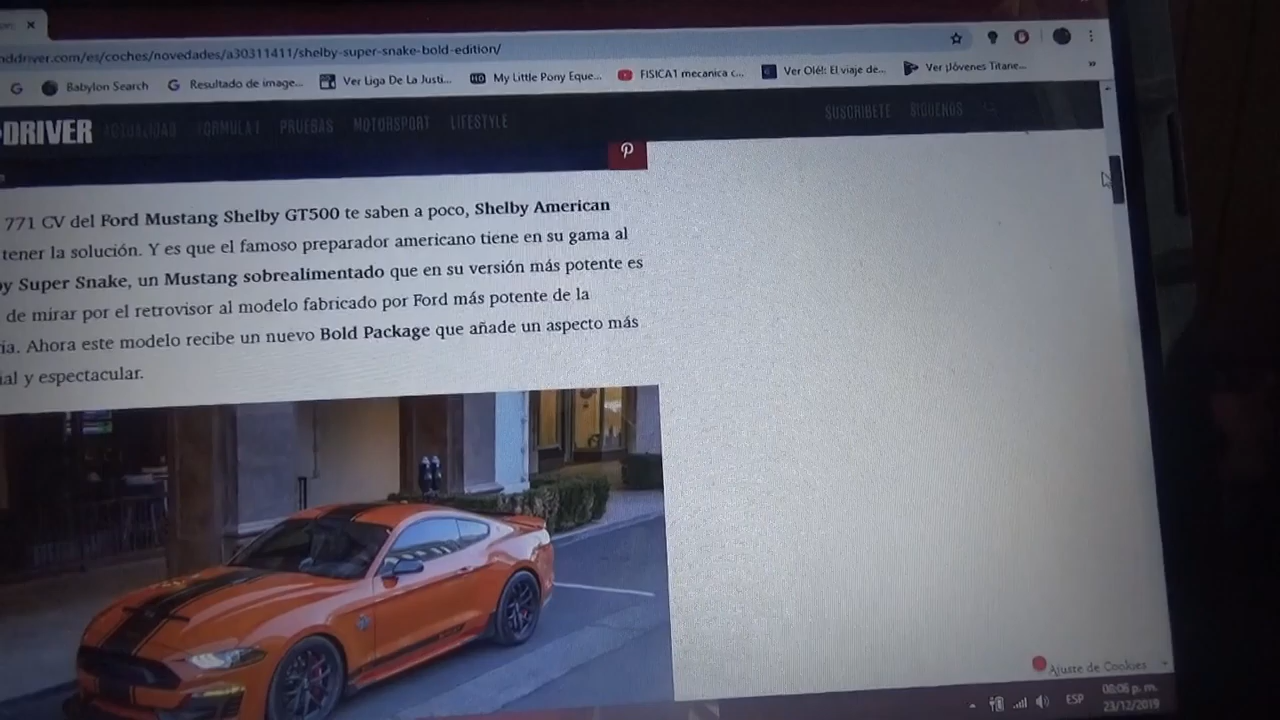 nddriver.com/es/coches/novedades/a30311411/shelby-super-snake-bold-edition/
Babylon Search
Resultado de image...
Ver Liga De La Justi...
HD
My Little Pony Eque...
FISICA1 mecanica c...
Ver Olé!: El viaje de...
Ver ¡Jóvenes Titane...
»
DRIVER
ACTUALIDAD
FORMULA 1
PRUEBAS
MOTORSPORT
LIFESTYLE
SUSCRIBETE
SIGUENOS
771 CV del Ford Mustang Shelby GT500 te saben a poco, Shelby American
tener la solución. Y es que el famoso preparador americano tiene en su gama al
by Super Snake, un Mustang sobrealimentado que en su versión más potente es
de mirar por el retrovisor al modelo fabricado por Ford más potente de la
ia. Ahora este modelo recibe un nuevo Bold Package que añade un aspecto más
ial y espectacular.
Ajuste de Cookies
ESP
08:06 p. m.
23/12/2019